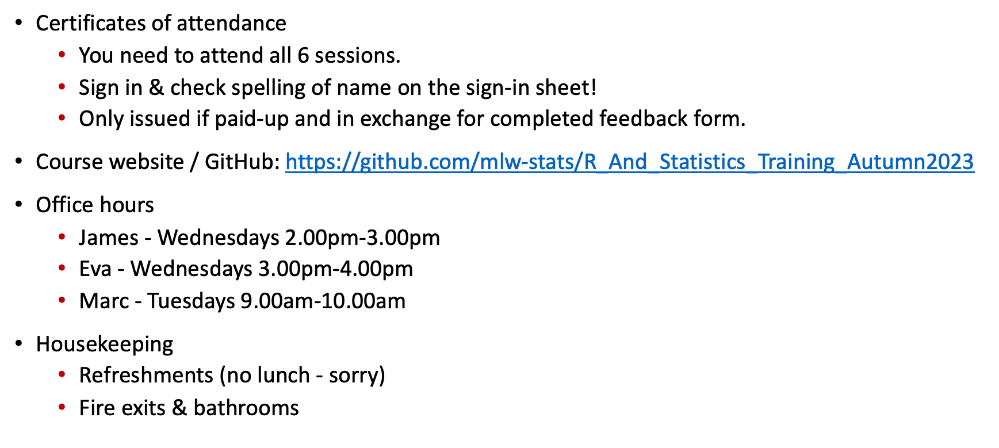 • Certificates of attendance
• You need to attend all 6 sessions.
• Sign in & check spelling of name on the sign-in sheet!
• Only issued if paid-up and in exchange for completed feedback form.
• Course website / GitHub: https://github.com/mlw-stats/R_And_Statistics_Training_Autumn2023
• Office hours
• James - Wednesdays 2.00pm-3.00pm
• Eva - Wednesdays 3.00pm-4.00pm
• Marc - Tuesdays 9.00am-10.00am
• Housekeeping
• Refreshments (no lunch - sorry)
• Fire exits & bathrooms